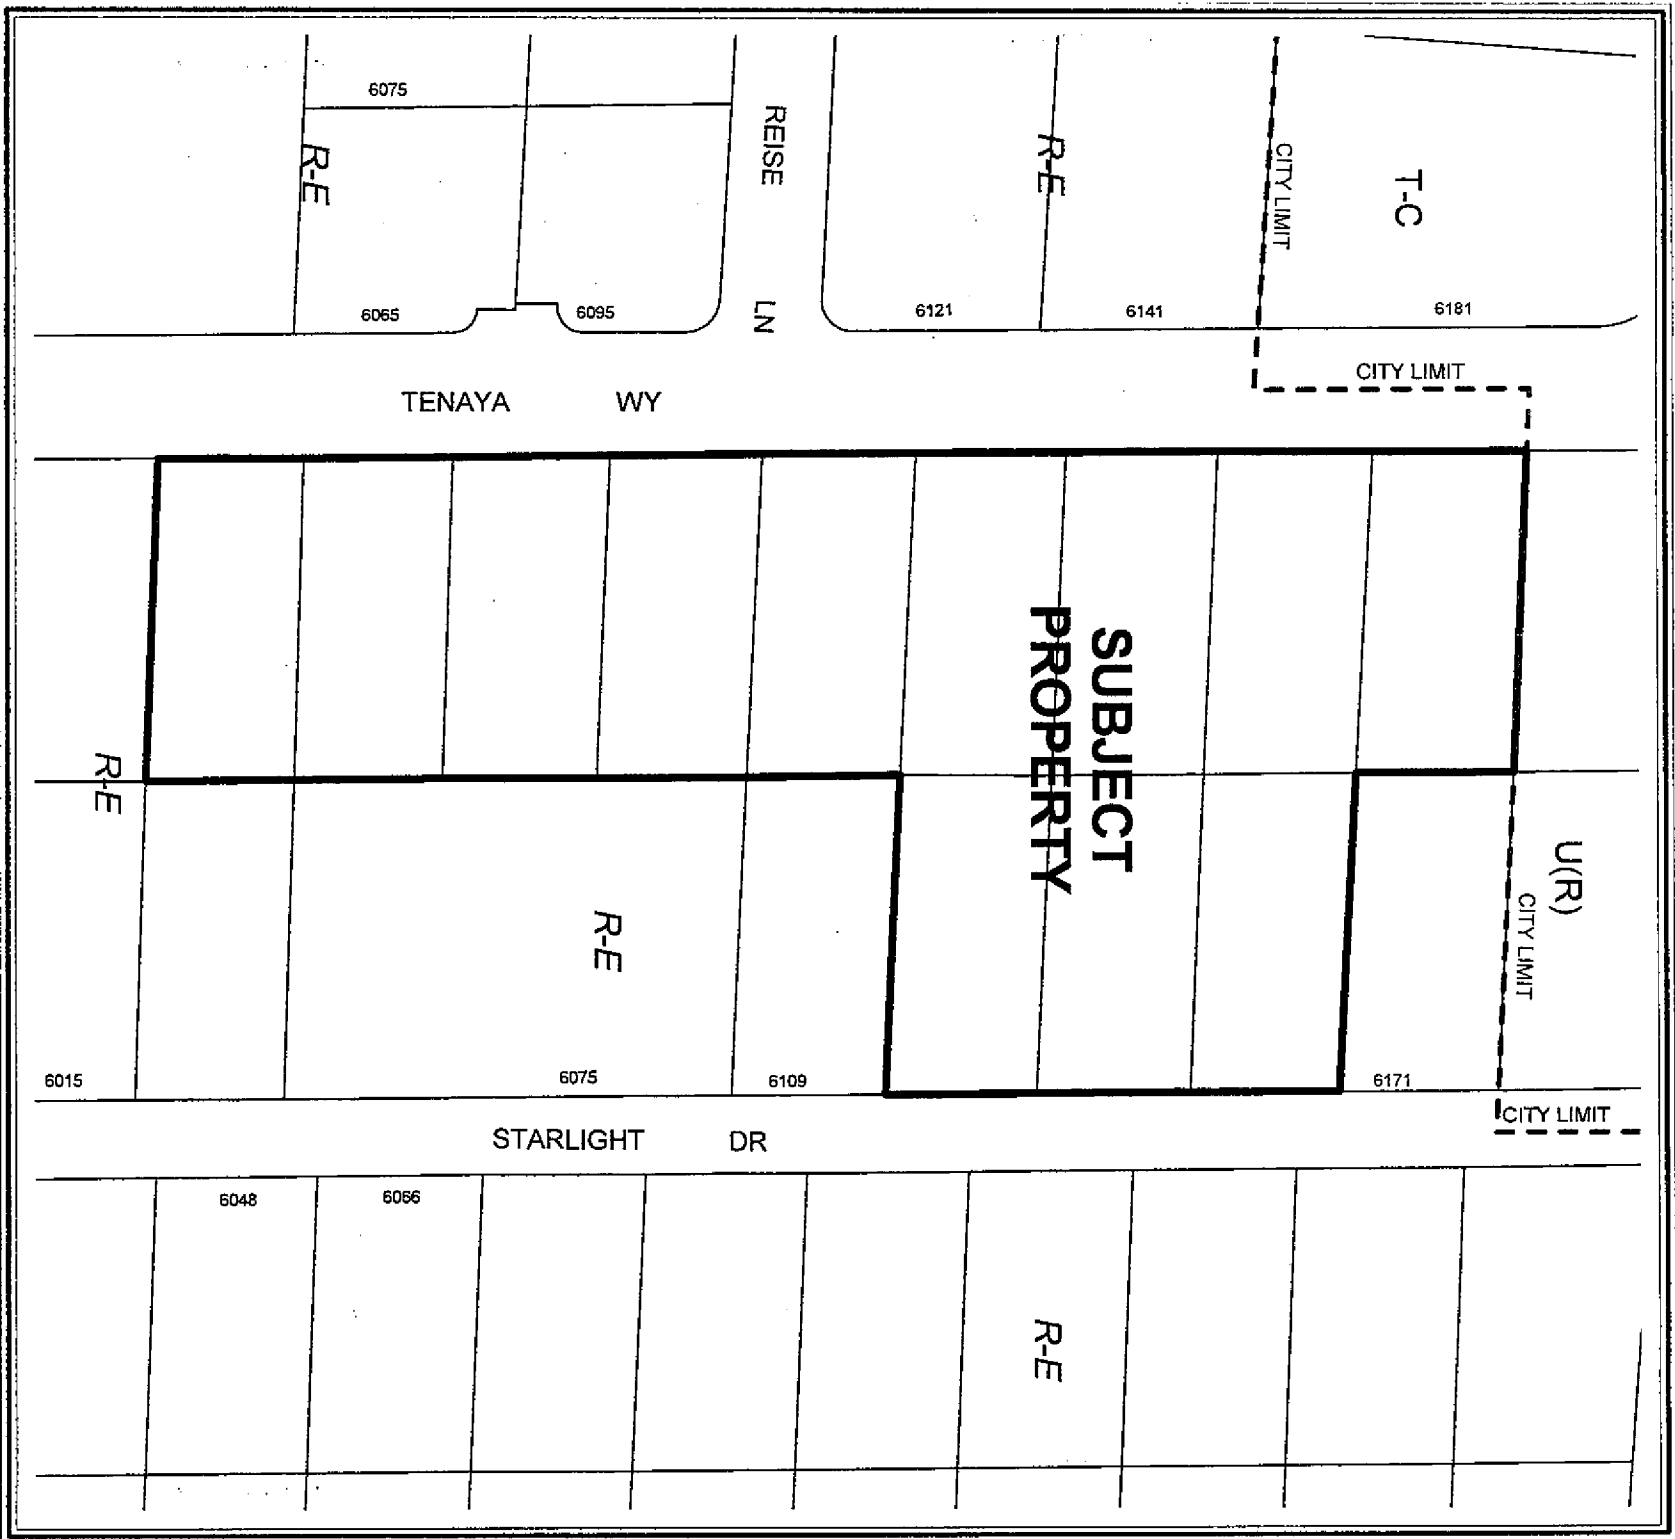 6075
REISE LN
R-E
R-E
CITY LIMIT
T-C
6065
6095
6121
6141
6181
CITY LIMIT
TENAYA WY
SUBJECT
PROPERTY
R-E
U(R)
CITY LIMIT
R-E
6015
6075
6109
6171
CITY LIMIT
STARLIGHT DR
6048
6066
R-E